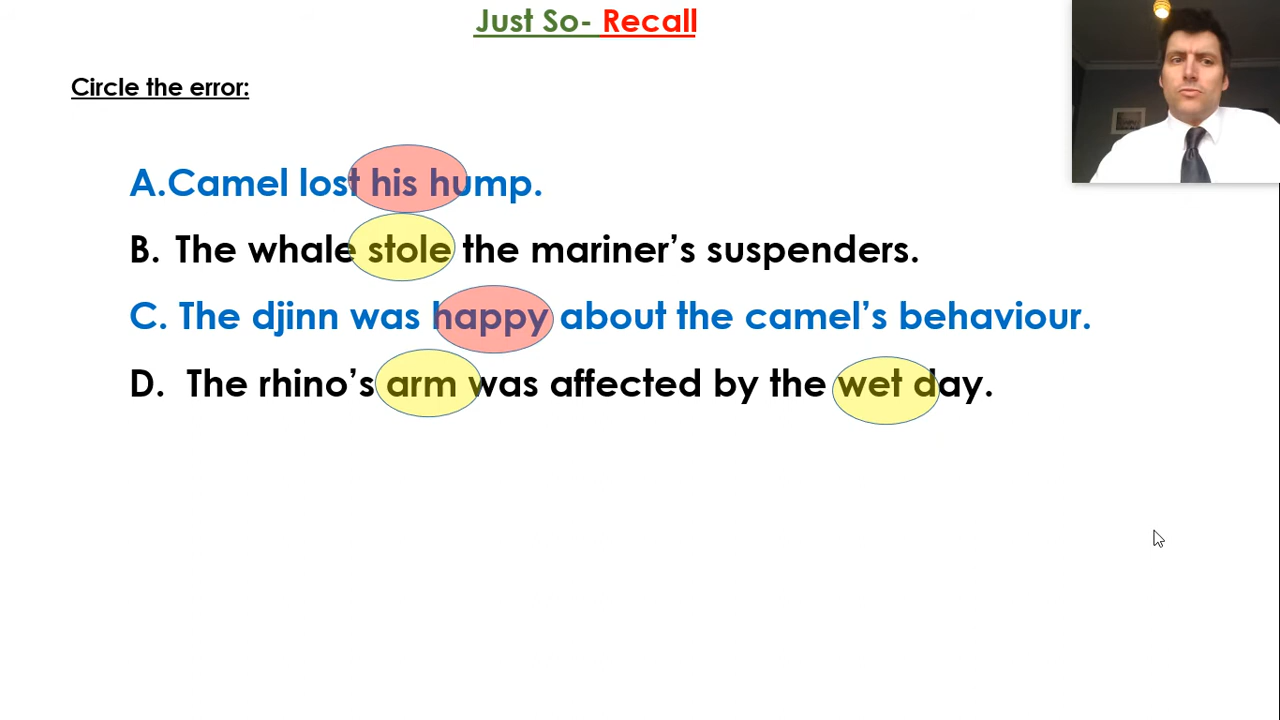 Just So- Recall
Circle the error:
A.Camel lost his hump.
B. The whale stole the mariner's suspenders.
C. The djinn was happy about the camel's behaviour.
D. The rhino's arm was affected by the wet day.